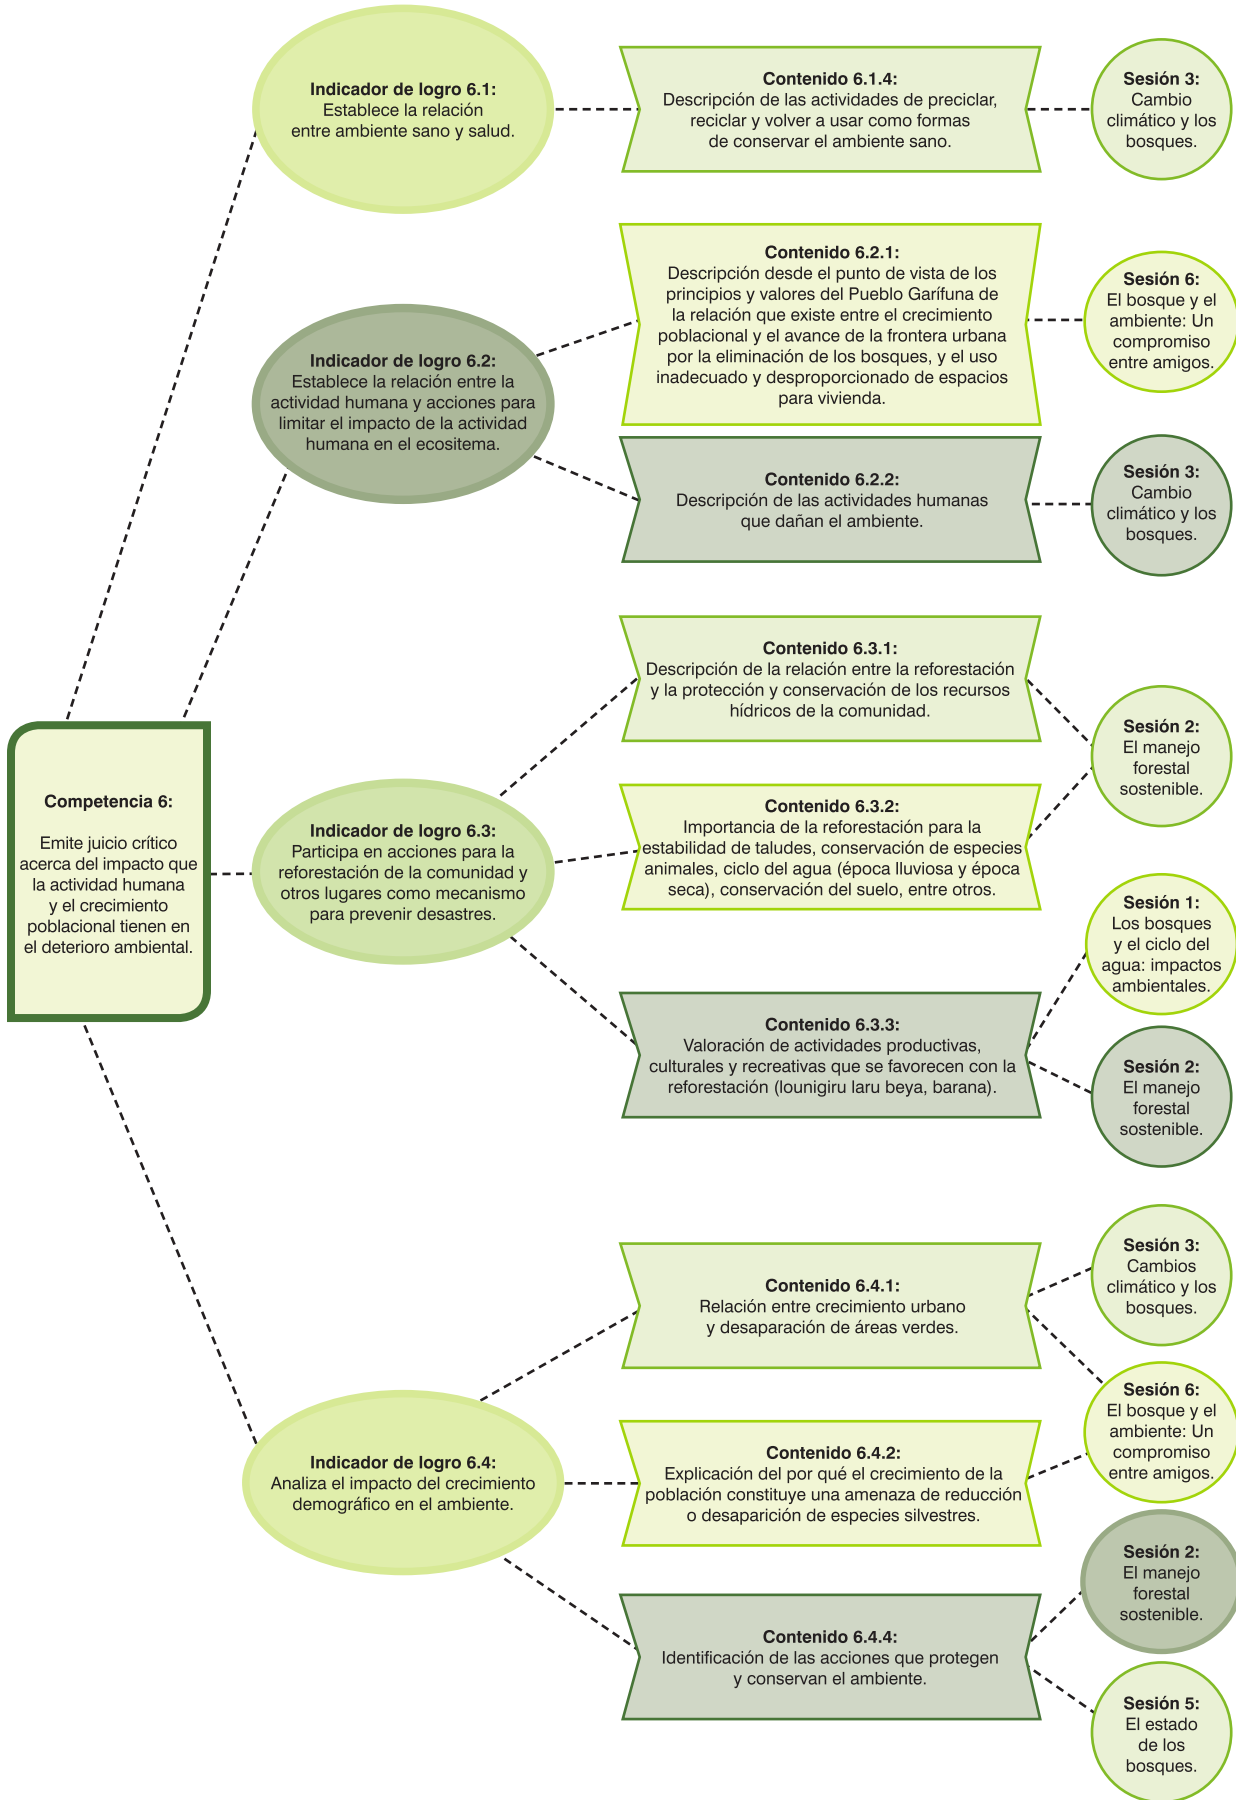 Indicador de logro 6.1:
Establece la relación
entre ambiente sano y salud.
Contenido 6.1.4:
Descripción de las actividades de preciclar,
reciclar y volver a usar como formas
de conservar el ambiente sano.
Sesión 3:
Cambio
climático y los
bosques.
Contenido 6.2.1:
Descripción desde el punto de vista de los
principios y valores del Pueblo Garífuna de
la relación que existe entre el crecimiento
poblacional y el avance de la frontera urbana
por la eliminación de los bosques, y el uso
inadecuado y desproporcionado de espacios
para vivienda.
Sesión 6:
El bosque y el
ambiente: Un
compromiso
entre amigos.
Indicador de logro 6.2:
Establece la relación entre la
actividad humana y acciones para
limitar el impacto de la actividad
humana en el ecositema.
Contenido 6.2.2:
Descripción de las actividades humanas
que dañan el ambiente.
Sesión 3:
Cambio
climático y los
bosques.
Contenido 6.3.1:
Descripción de la relación entre la reforestación
y la protección y conservación de los recursos
hídricos de la comunidad.
Sesión 2:
El manejo
forestal
sostenible.
Competencia 6:
Emite juicio crítico
acerca del impacto que
la actividad humana
y el crecimiento
poblacional tienen en
el deterioro ambiental.
Indicador de logro 6.3:
Participa en acciones para la
reforestación de la comunidad y
otros lugares como mecanismo
para prevenir desastres.
Contenido 6.3.2:
Importancia de la reforestación para la
estabilidad de taludes, conservación de especies
animales, ciclo del agua (época lluviosa y época
seca), conservación del suelo, entre otros.
Sesión 1:
Los bosques
y el ciclo del
agua: impactos
ambientales.
Contenido 6.3.3:
Valoración de actividades productivas,
culturales y recreativas que se favorecen con la
reforestación (lounigiru laru beya, barana).
Sesión 2:
El manejo
forestal
sostenible.
Sesión 3:
Cambios
climático y los
bosques.
Contenido 6.4.1:
Relación entre crecimiento urbano
y desaparación de áreas verdes.
Sesión 6:
El bosque y el
ambiente: Un
compromiso
entre amigos.
Indicador de logro 6.4:
Analiza el impacto del crecimiento
demográfico en el ambiente.
Contenido 6.4.2:
Explicación del por qué el crecimiento de la
población constituye una amenaza de reducción
o desaparición de especies silvestres.
Sesión 2:
El manejo
forestal
sostenible.
Contenido 6.4.4:
Identificación de las acciones que protegen
y conservan el ambiente.
Sesión 5:
El estado
de los
bosques.